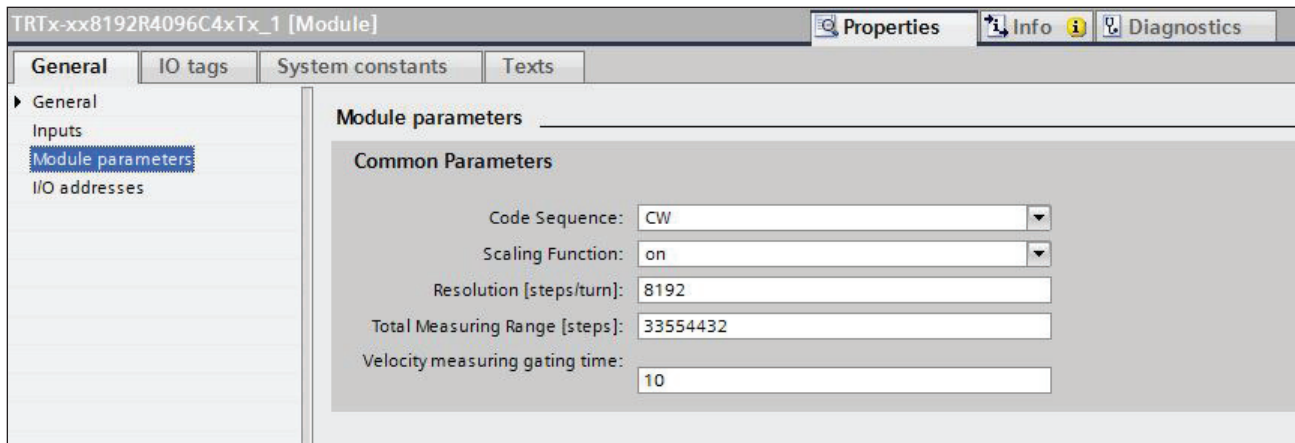 TRTx-xx8192R4096C4xTx_1 [Module]
Properties
Info
Diagnostics
General
IO tags
System constants
Texts
General
Inputs
Module parameters
I/O addresses
Module parameters
Common Parameters
Code Sequence: CW
Scaling Function: on
Resolution [steps/turn]: 8192
Total Measuring Range [steps]: 33554432
Velocity measuring gating time:
10